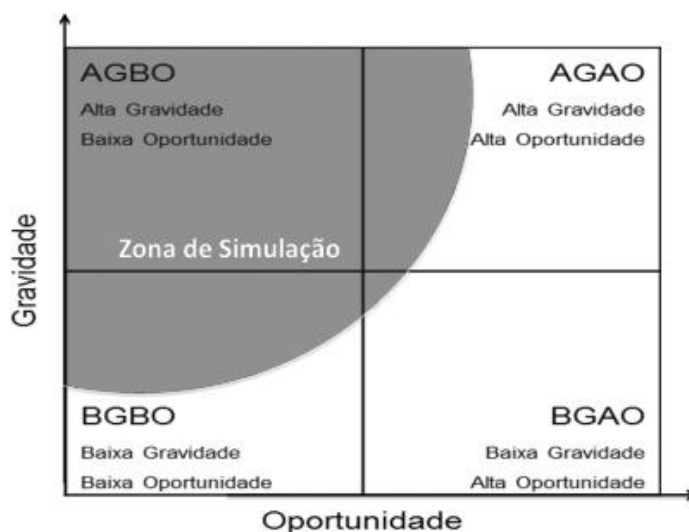 AGBO
Alta Gravidade
Baixa Oportunidade
AGAO
Alta Gravidade
Alta Oportunidade
Zona de Simulação
Gravidade
BGBO
Baixa Gravidade
Baixa Oportunidade
BGAO
Baixa Gravidade
Alta Oportunidade
Oportunidade